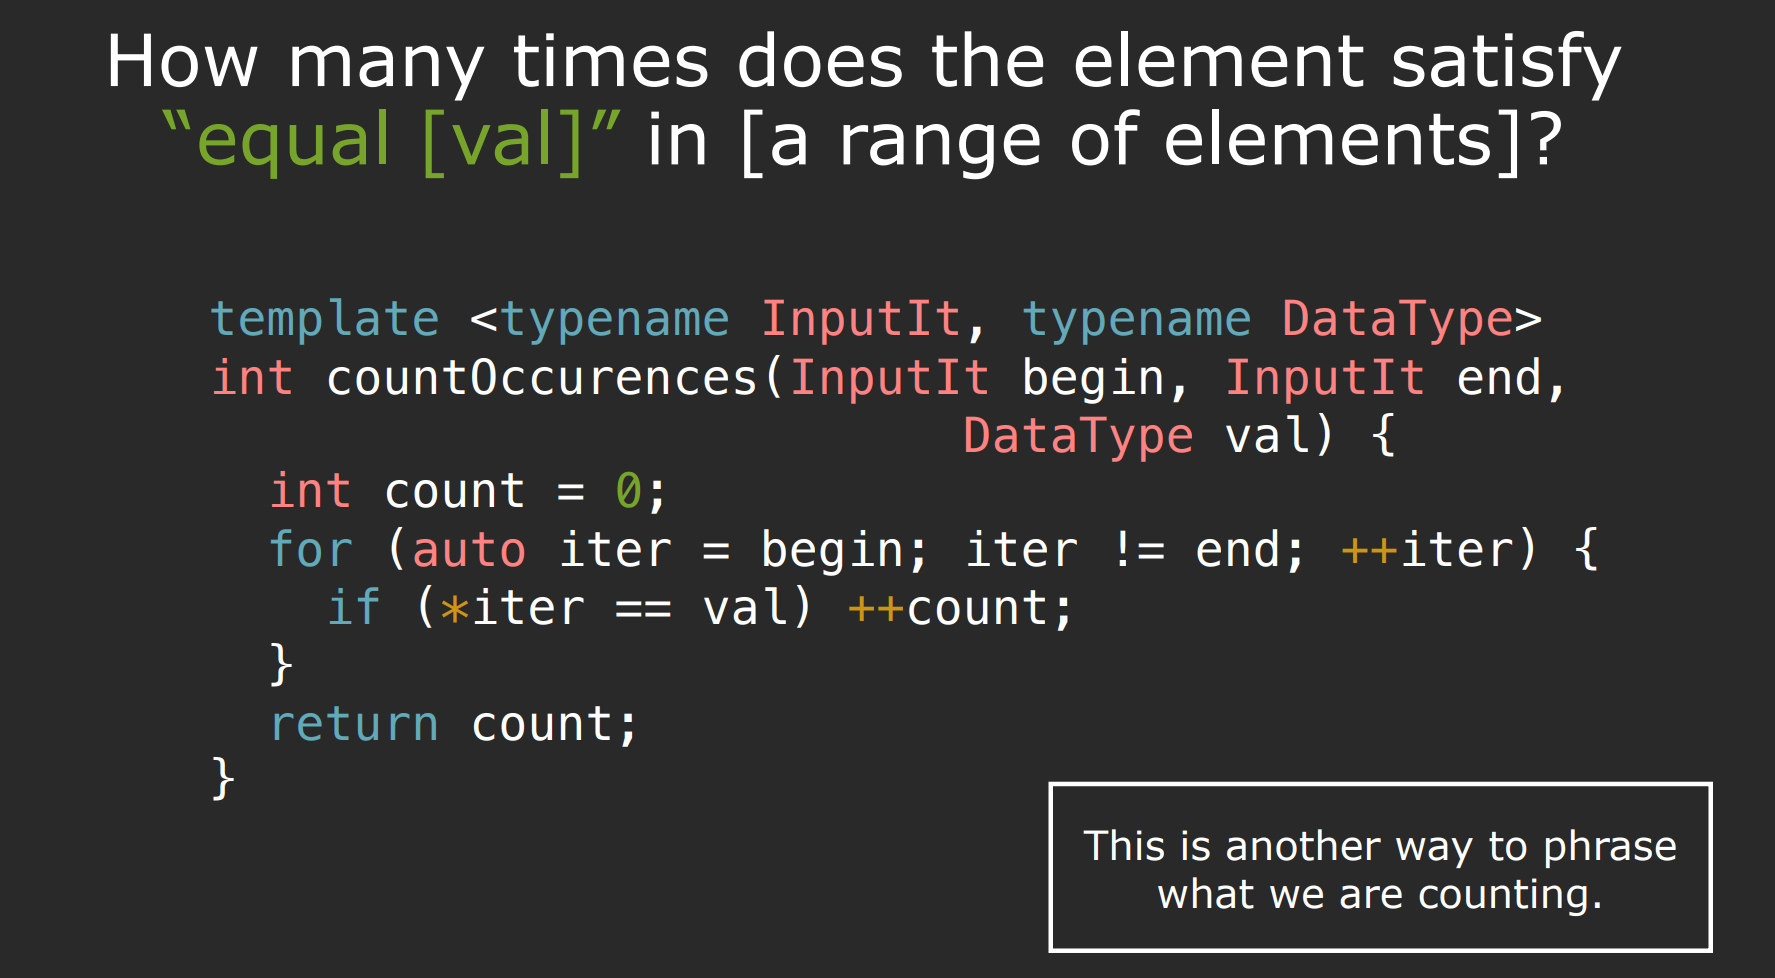 How many times does the element satisfy
“equal [val]” in [a range of elements]?
template <typename InputIt, typename DataType>
int countOccurences(InputIt begin, InputIt end,
DataType val) {
int count = 0;
for (auto iter = begin; iter != end; ++iter) {
if (*iter == val) ++count;
}
return count;
}
This is another way to phrase
what we are counting.